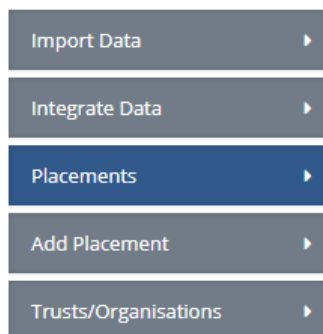 Import Data
Integrate Data
Placements
Add Placement
Trusts/Organisations